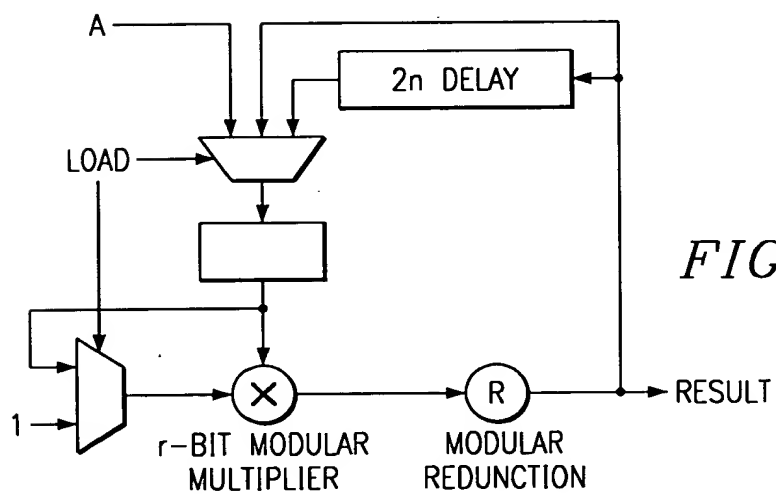 A
2n DELAY
LOAD
FIG
1
r-BIT MODULAR
MULTIPLIER
R
MODULAR
REDUNCTION
RESULT